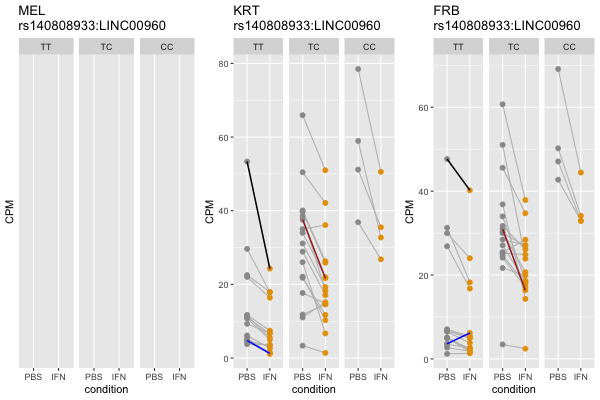 MEL
rs140808933:LINC00960
TT TC CC
CPM
PBS IFN PBS IFN PBS IFN
condition
KRT
rs140808933:LINC00960
TT TC CC
80
60
40
20
0
CPM
PBS IFN PBS IFN PBS IFN
condition
FRB
rs140808933:LINC00960
TT TC CC
60
40
20
0
CPM
PBS IFN PBS IFN PBS IFN
condition